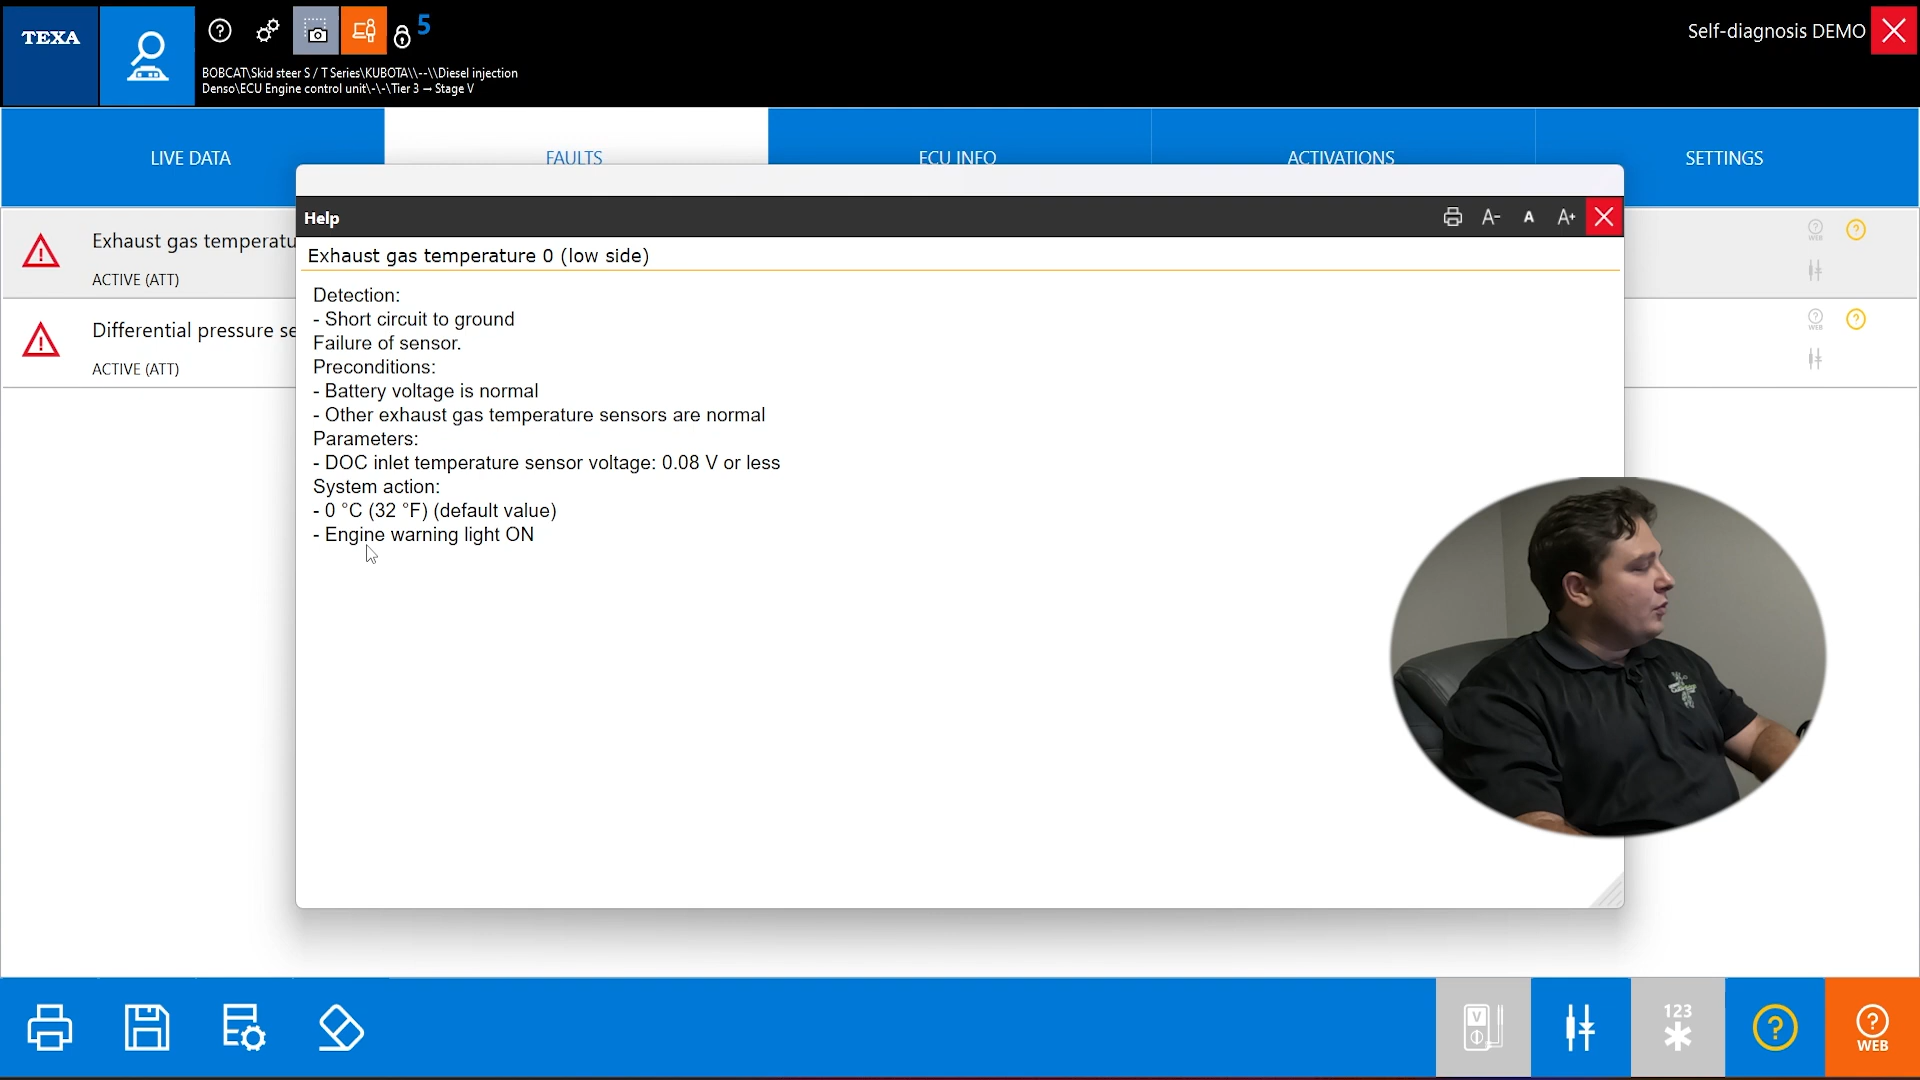 TEXA
5
Self-diagnosis DEMO
BOBCAT\Skid steer S / T Series\KUBOTA\\--\\Diesel injection
Denso\ECU Engine control unit\-\-\Tier 3 → Stage V
LIVE DATA
FAULTS
ECU INFO
ACTIVATIONS
SETTINGS
Exhaust gas temperatu
ACTIVE (ATT)
Differential pressure se
ACTIVE (ATT)
WEB
WEB
Help
A-
A
A+
Exhaust gas temperature 0 (low side)
Detection:
- Short circuit to ground
Failure of sensor.
Preconditions:
- Battery voltage is normal
- Other exhaust gas temperature sensors are normal
Parameters:
- DOC inlet temperature sensor voltage: 0.08 V or less
System action:
- 0 °C (32 °F) (default value)
- Engine warning light ON
V
123
WEB